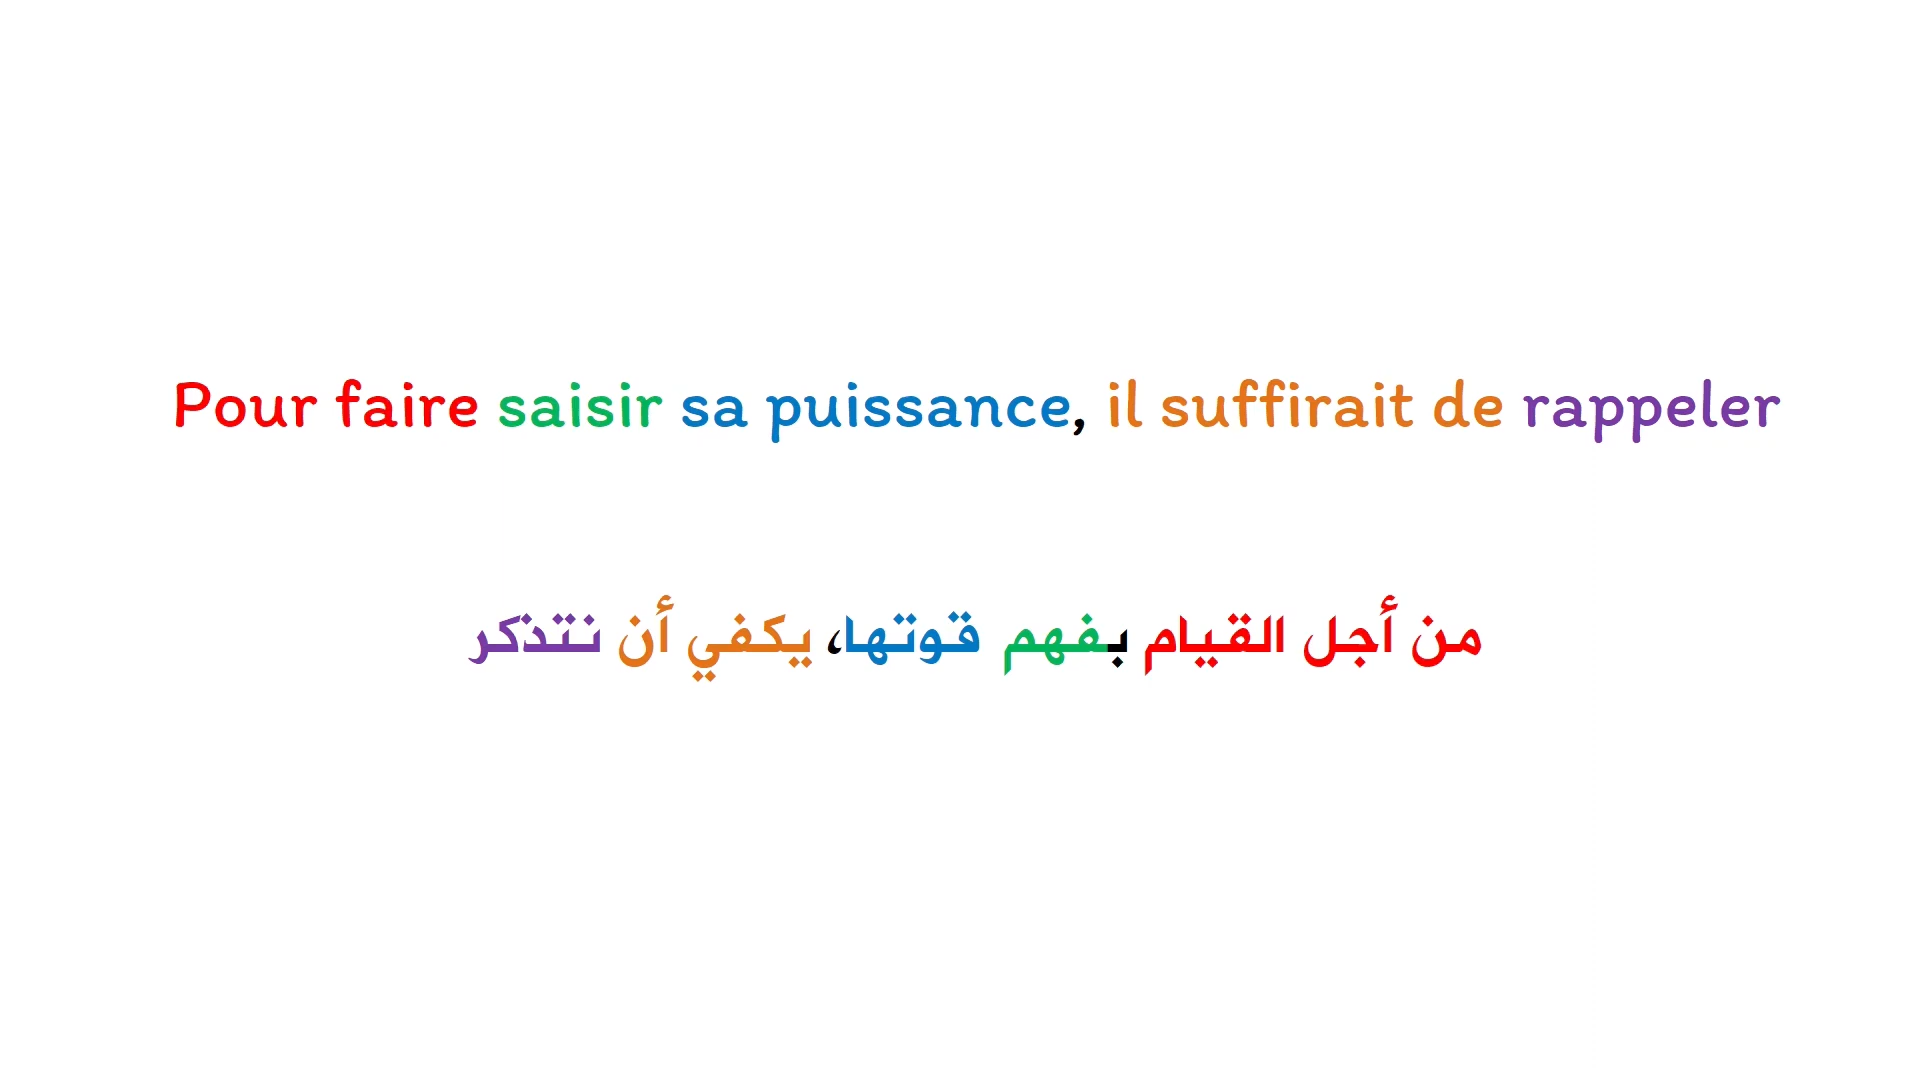 Pour faire saisir sa puissance, il suffirait de rappeler
من أجل القيام بفهم قوتها، يكفي أن نتذكر